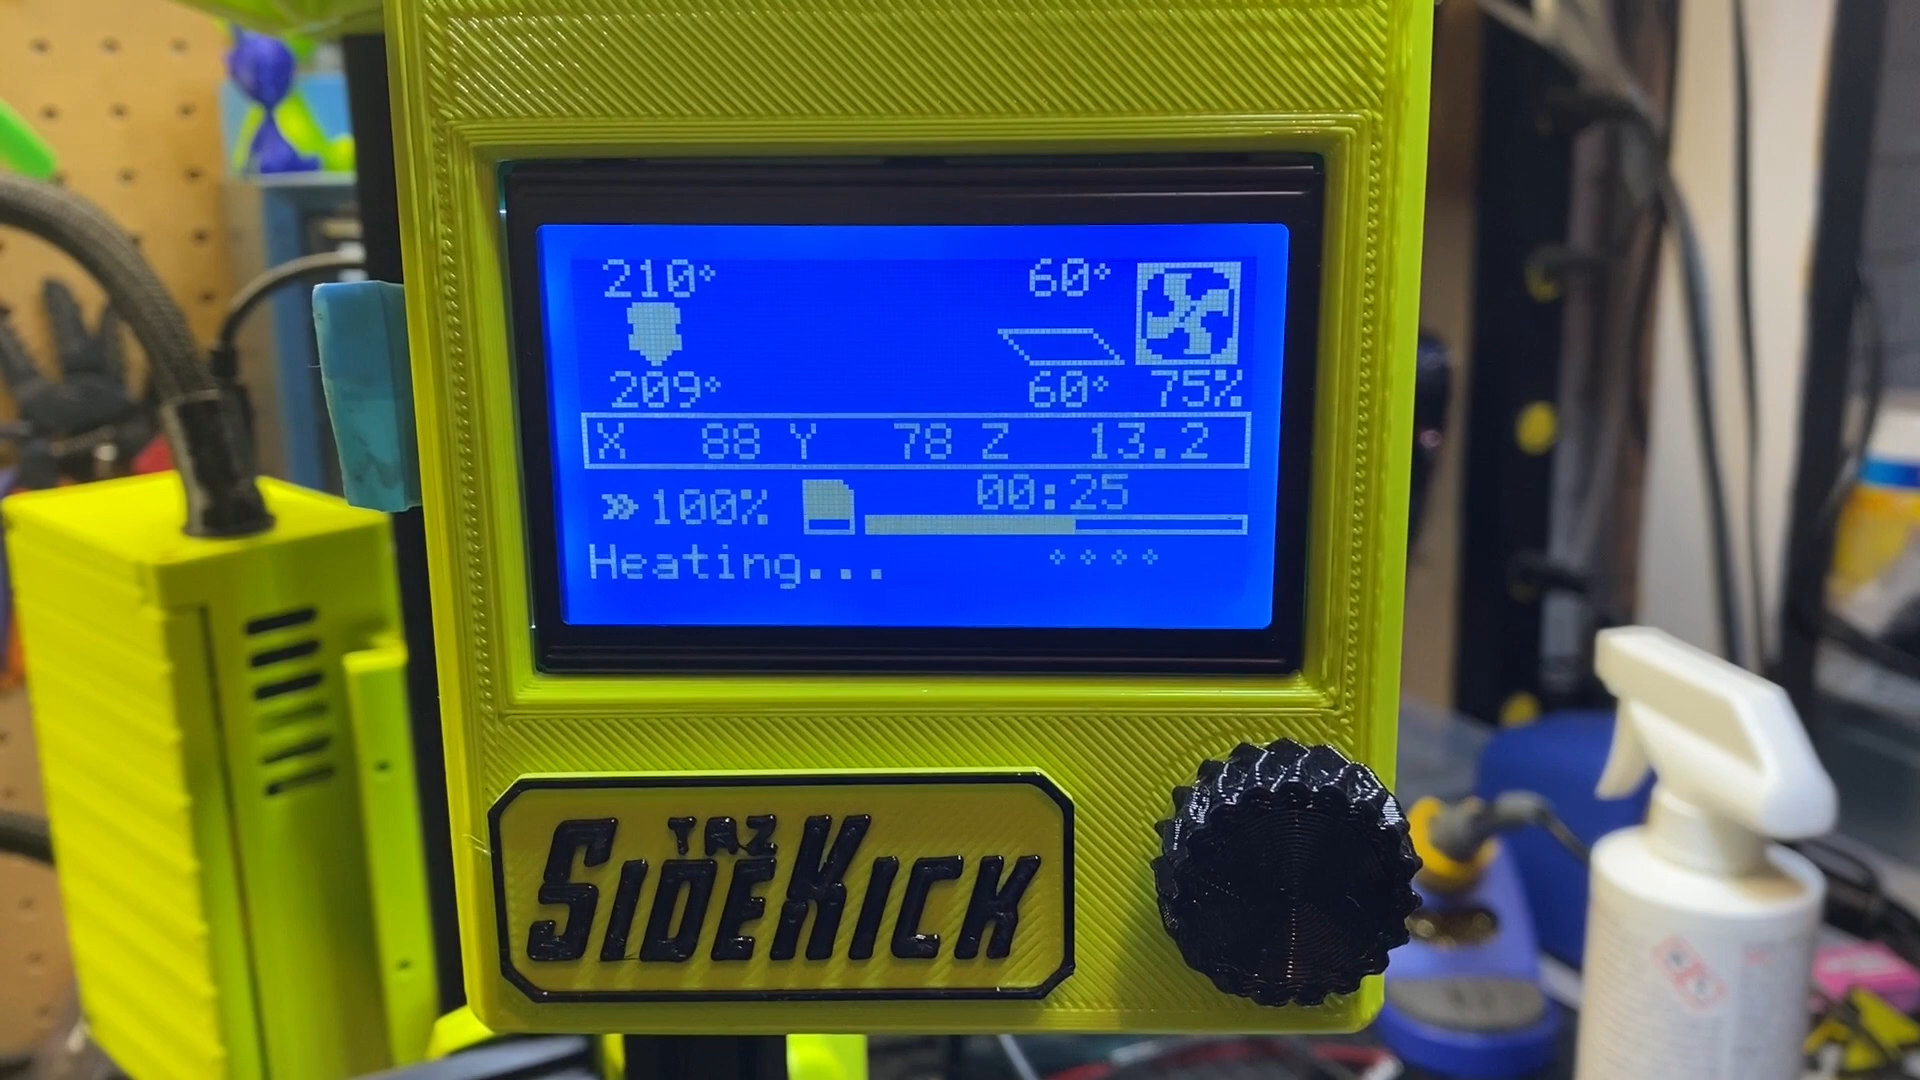 210° 60°
209° 60° 75%
X 88 Y 78 Z 13.2
»100% 00:25
Heating...
TAZ
SIDEKICK